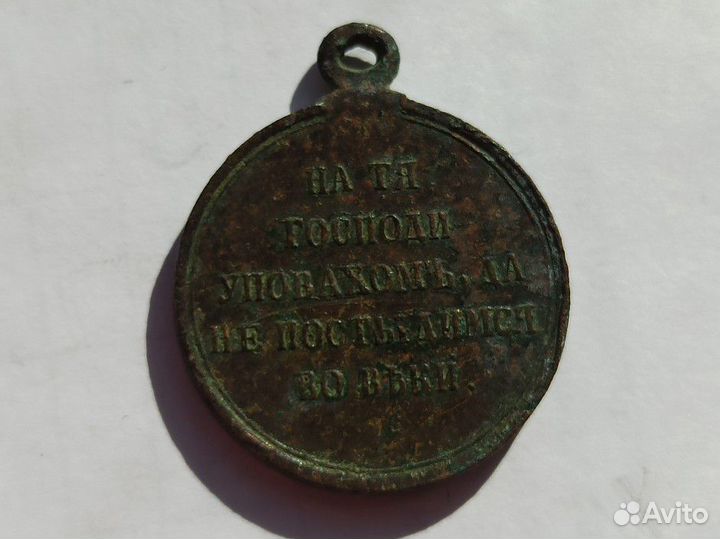 НА ТЯ
ГОСПОДИ
УПОВАХОМЪ, ДА
НЕ ПОСТЫДИМСЯ
ВО ВѢКИ.
Avito